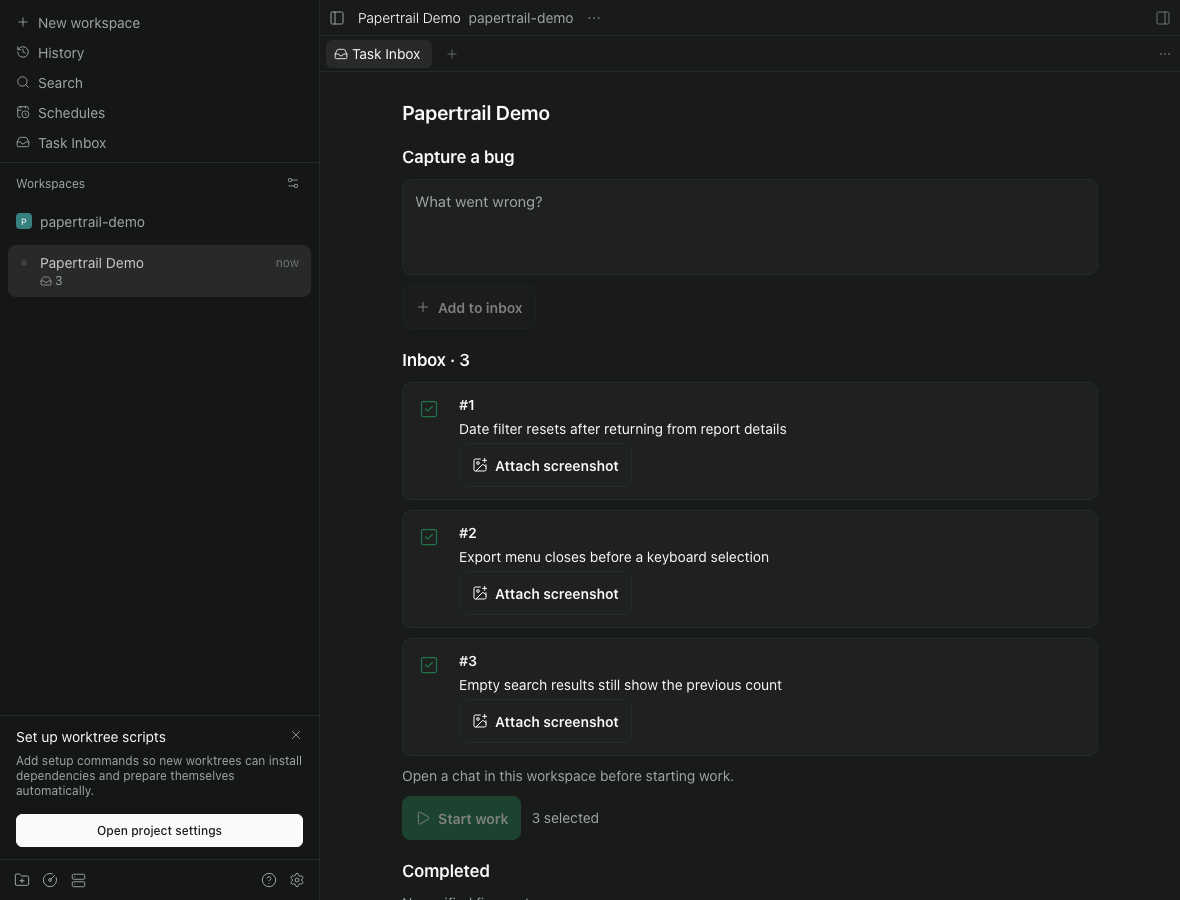 New workspace
History
Search
Schedules
Task Inbox
Workspaces
P papertrail-demo
Papertrail Demo now
3
Set up worktree scripts
Add setup commands so new worktrees can install
dependencies and prepare themselves
automatically.
Open project settings
Papertrail Demo papertrail-demo
Task Inbox
Papertrail Demo
Capture a bug
What went wrong?
Add to inbox
Inbox · 3
#1
Date filter resets after returning from report details
Attach screenshot
#2
Export menu closes before a keyboard selection
Attach screenshot
#3
Empty search results still show the previous count
Attach screenshot
Open a chat in this workspace before starting work.
Start work 3 selected
Completed